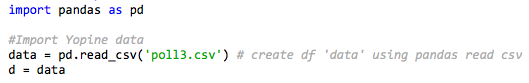 import pandas as pd
#Import Yopine data
data = pd.read_csv('poll3.csv') # create df 'data' using pandas read csv
d = data